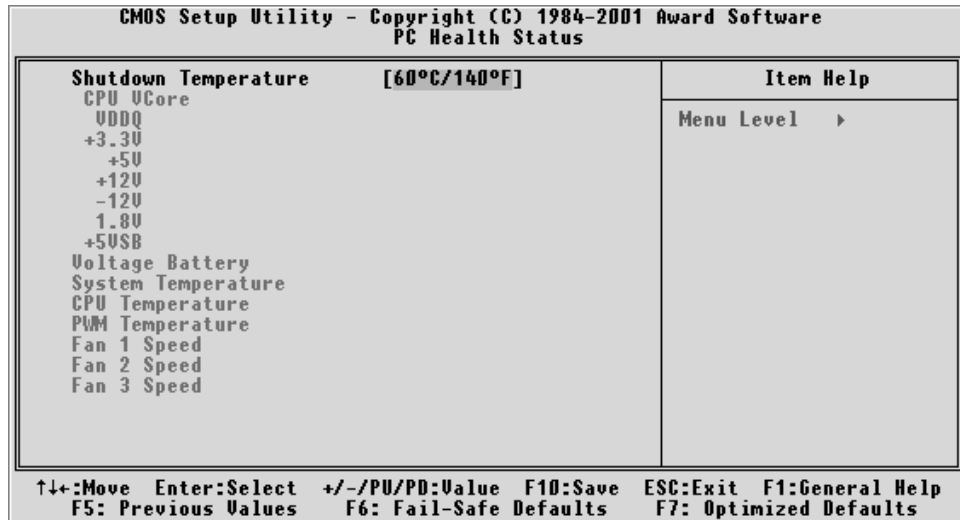 CMOS Setup Utility - Copyright (C) 1984-2001 Award Software
PC Health Status
Shutdown Temperature [60°C/140°F]
CPU VCore
VDDQ
+3.3V
+5V
+12V
-12V
1.8V
+5VSB
Voltage Battery
System Temperature
CPU Temperature
PWM Temperature
Fan 1 Speed
Fan 2 Speed
Fan 3 Speed
Item Help
Menu Level ▸
↑↓←:Move Enter:Select +/-/PU/PD:Value F10:Save ESC:Exit F1:General Help
F5: Previous Values F6: Fail-Safe Defaults F7: Optimized Defaults